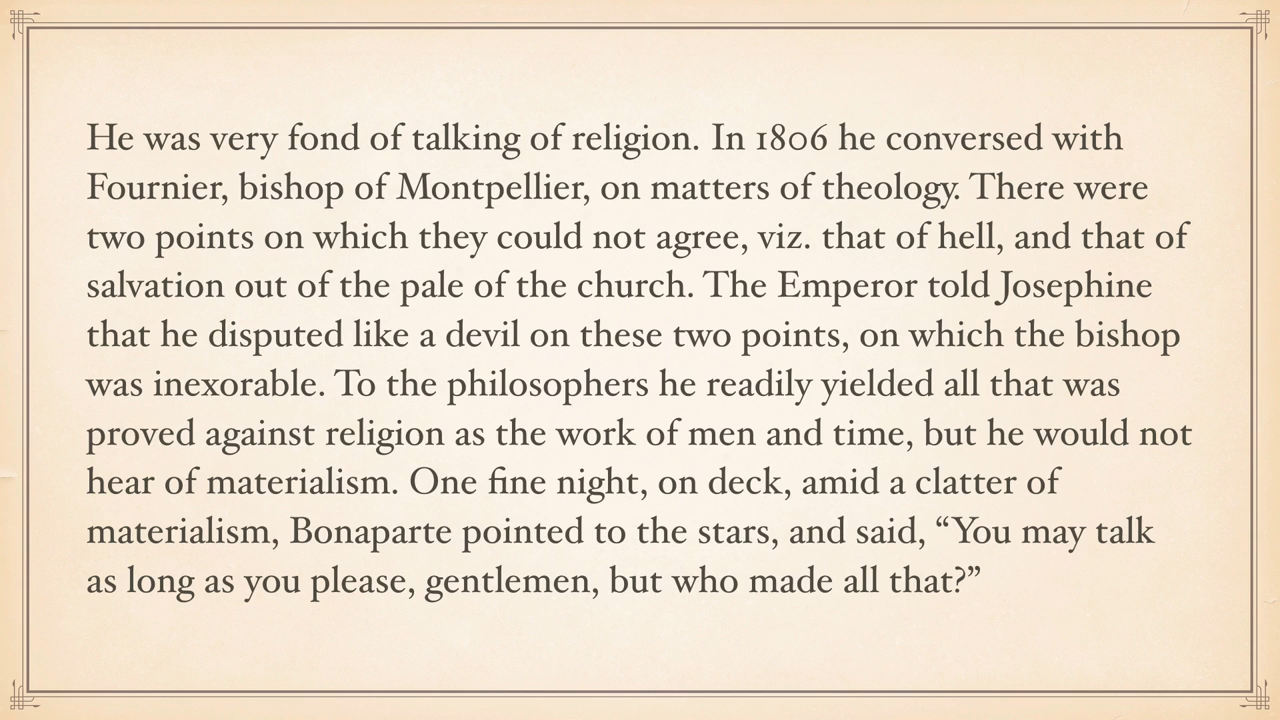 He was very fond of talking of religion. In 1806 he conversed with
Fournier, bishop of Montpellier, on matters of theology. There were
two points on which they could not agree, viz. that of hell, and that of
salvation out of the pale of the church. The Emperor told Josephine
that he disputed like a devil on these two points, on which the bishop
was inexorable. To the philosophers he readily yielded all that was
proved against religion as the work of men and time, but he would not
hear of materialism. One fine night, on deck, amid a clatter of
materialism, Bonaparte pointed to the stars, and said, “You may talk
as long as you please, gentlemen, but who made all that?”